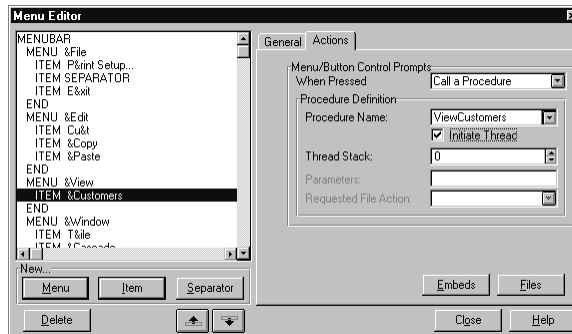 Menu Editor
MENUBAR
MENU &File
ITEM P&rint Setup...
ITEM SEPARATOR
ITEM E&xit
END
MENU &Edit
ITEM Cu&t
ITEM &Copy
ITEM &Paste
END
MENU &View
ITEM &Customers
END
MENU &Window
ITEM T&ile
ITEM &Cascade
New...
Menu Item Separator
Delete
General Actions
Menu/Button Control Prompts
When Pressed Call a Procedure
Procedure Definition
Procedure Name: ViewCustomers
Initiate Thread
Thread Stack: 0
Parameters:
Requested File Action:
Embeds Files
Close Help